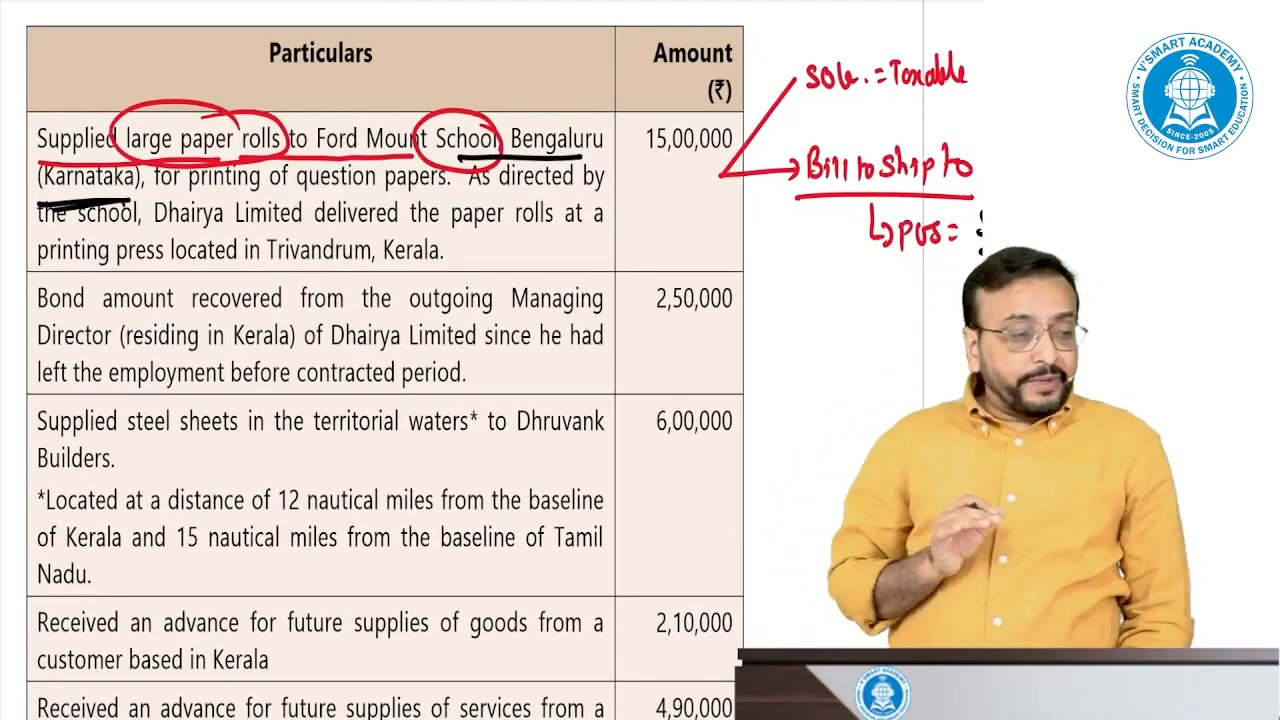 Particulars
Amount
(₹)
Supplied large paper rolls to Ford Mount School, Bengaluru
(Karnataka), for printing of question papers. As directed by
the school, Dhairya Limited delivered the paper rolls at a
printing press located in Trivandrum, Kerala.
15,00,000
Bond amount recovered from the outgoing Managing
Director (residing in Kerala) of Dhairya Limited since he had
left the employment before contracted period.
2,50,000
Supplied steel sheets in the territorial waters* to Dhruvank
Builders.
*Located at a distance of 12 nautical miles from the baseline
of Kerala and 15 nautical miles from the baseline of Tamil
Nadu.
6,00,000
Received an advance for future supplies of goods from a
customer based in Kerala
2,10,000
Received an advance for future supplies of services from a
4,90,000
= Taxable
Bill to Ship to
V'SMART ACADEMY
SINCE-2005
SMART DECISION FOR SMART EDUCATION